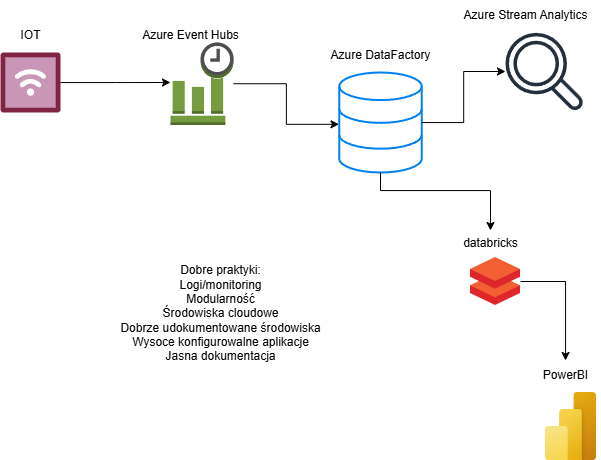 IOT
Azure Event Hubs
Azure DataFactory
Azure Stream Analytics
databricks
Dobre praktyki:
Logi/monitoring
Modularność
Środowiska cloudowe
Dobrze udokumentowane środowiska
Wysoce konfigurowalne aplikacje
Jasna dokumentacja
PowerBI